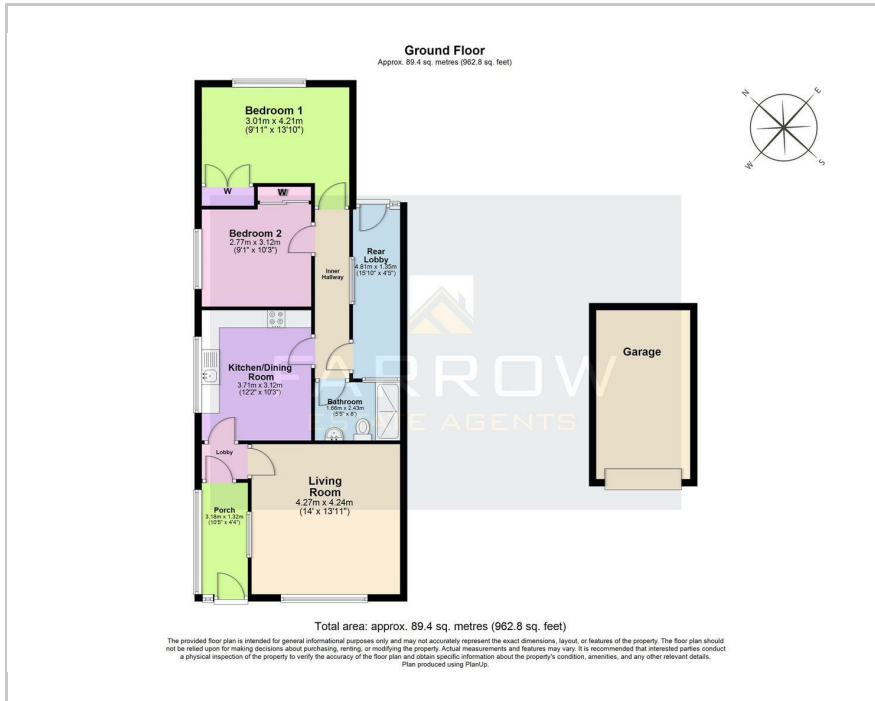 Ground Floor
Approx. 89.4 sq. metres (962.8 sq. feet)
N
E
W
S
Bedroom 1
3.01m x 4.21m
(9'11" x 13'10")
W
W
Bedroom 2
2.77m x 3.12m
(9'1" x 10'3")
Inner
Hallway
Rear
Lobby
4.81m x 1.35m
(15'10" x 4'5")
Garage
Kitchen/Dining
Room
3.71m x 3.12m
(12'2" x 10'3")
FARROW
ESTATE AGENTS
Bathroom
1.66m x 2.43m
(5'5" x 8')
Lobby
Living
Room
4.27m x 4.24m
(14' x 13'11")
Porch
3.18m x 1.32m
(10'5" x 4'4")
Total area: approx. 89.4 sq. metres (962.8 sq. feet)
The provided floor plan is intended for general informational purposes only and may not accurately represent the exact dimensions, layout, or features of the property. The floor plan should
not be relied upon for making decisions about purchasing, renting, or modifying the property. Actual measurements and features may vary. It is recommended that interested parties conduct
a physical inspection of the property to verify the accuracy of the floor plan and obtain specific information about the property's condition, amenities, and any other relevant details.
Plan produced using PlanUp.